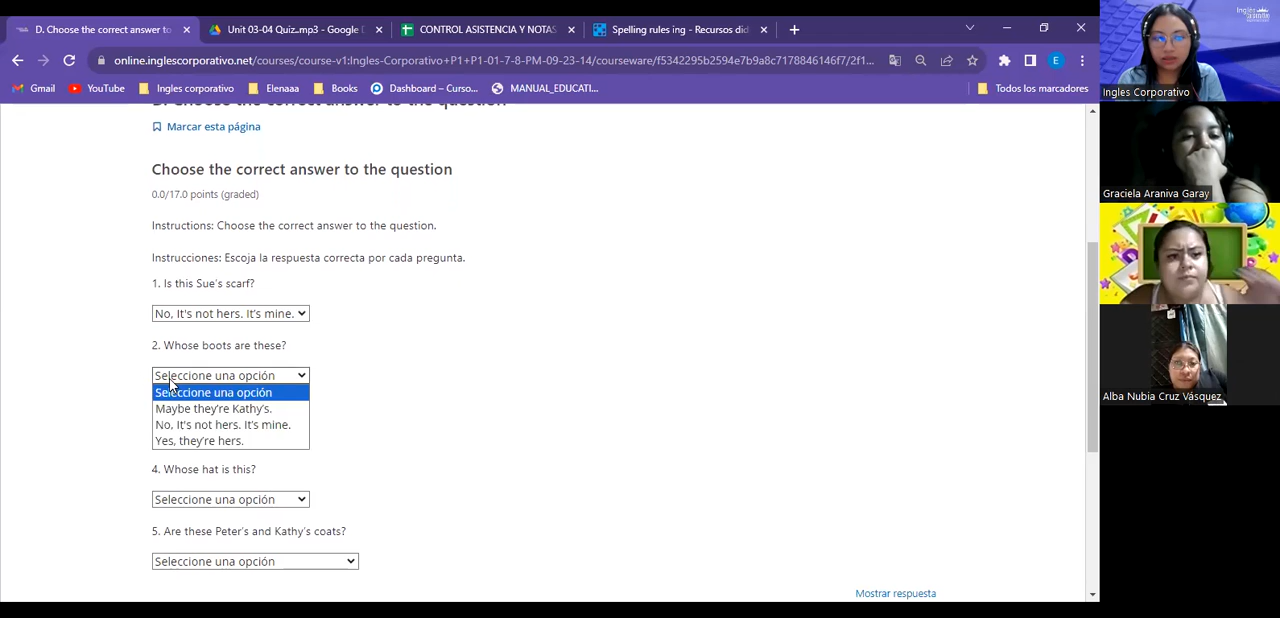 D. Choose the correct answer to
Unit 03-04 Quiz.mp3 - Google D
CONTROL ASISTENCIA Y NOTAS
Spelling rules ing - Recursos did
online.inglescorporativo.net/courses/course-v1:Ingles-Corporativo+P1+P1-01-7-8-PM-09-23-14/courseware/f5342295b2594e7b9a8c7178846146f7/2f1...
E
Gmail
YouTube
Ingles corporativo
Elenaaa
Books
Dashboard – Curso...
MANUAL_EDUCATI...
Todos los marcadores
D. Choose the correct answer to the question
Marcar esta página
Choose the correct answer to the question
0.0/17.0 points (graded)
Instructions: Choose the correct answer to the question.
Instrucciones: Escoja la respuesta correcta por cada pregunta.
1. Is this Sue's scarf?
No, It's not hers. It's mine.
2. Whose boots are these?
Seleccione una opción
Seleccione una opción
Maybe they're Kathy's.
No, It's not hers. It's mine.
Yes, they're hers.
4. Whose hat is this?
Seleccione una opción
5. Are these Peter's and Kathy's coats?
Seleccione una opción
Mostrar respuesta
Ingles Corporativo
Graciela Araniva Garay
Alba Nubia Cruz Vásquez